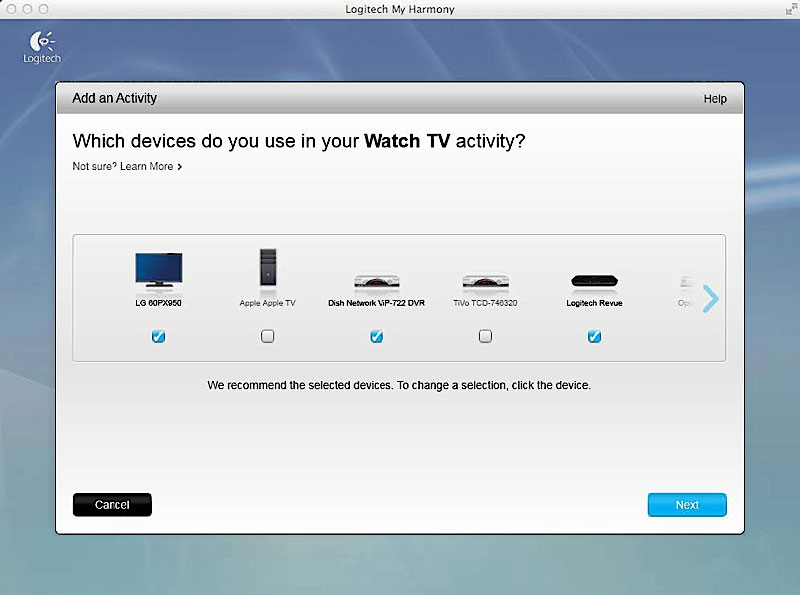 Logitech My Harmony
Logitech
Add an Activity
Help
Which devices do you use in your Watch TV activity?
Not sure? Learn More >
LG 60PX950
Apple Apple TV
Dish Network ViP-722 DVR
TiVo TCD-746320
Logitech Revue
We recommend the selected devices. To change a selection, click the device.
Cancel
Next